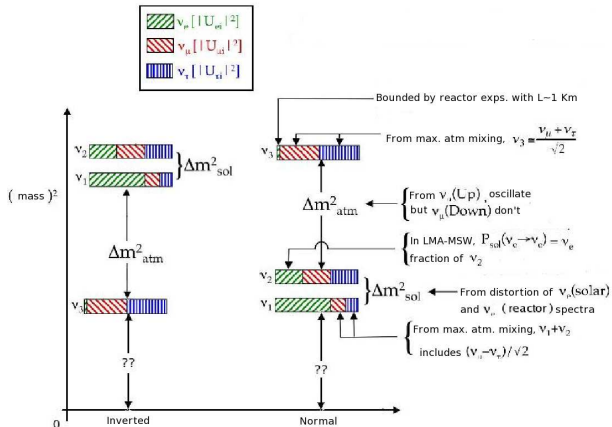 νe [ |Uei|² ]
νμ [ |Uμi|² ]
ντ [ |Uτi|² ]
Bounded by reactor exps. with L~1 Km
From max. atm mixing, ν3 = (νμ + ντ)/√2
ν3
ν2
ν1
Δm²sol
(mass)²
From νμ(Up) oscillate
but νμ(Down) don't
Δm²atm
Δm²atm
In LMA-MSW, Psol(νe→νe) = νe
fraction of ν2
ν2
ν1
Δm²sol
From distortion of νe(solar)
and νe (reactor) spectra
ν3
From max. atm. mixing, ν1+ν2
includes (νμ−ντ)/√2
??
??
0
Inverted
Normal